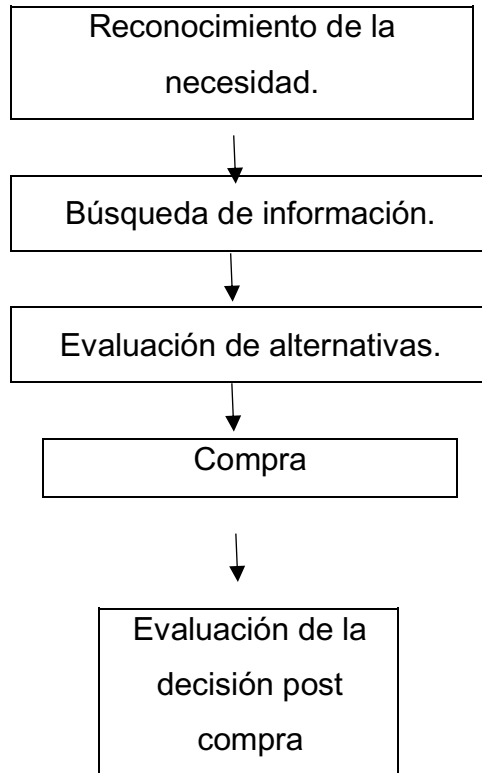 Reconocimiento de la
necesidad.
Búsqueda de información.
Evaluación de alternativas.
Compra
Evaluación de la
decisión post
compra